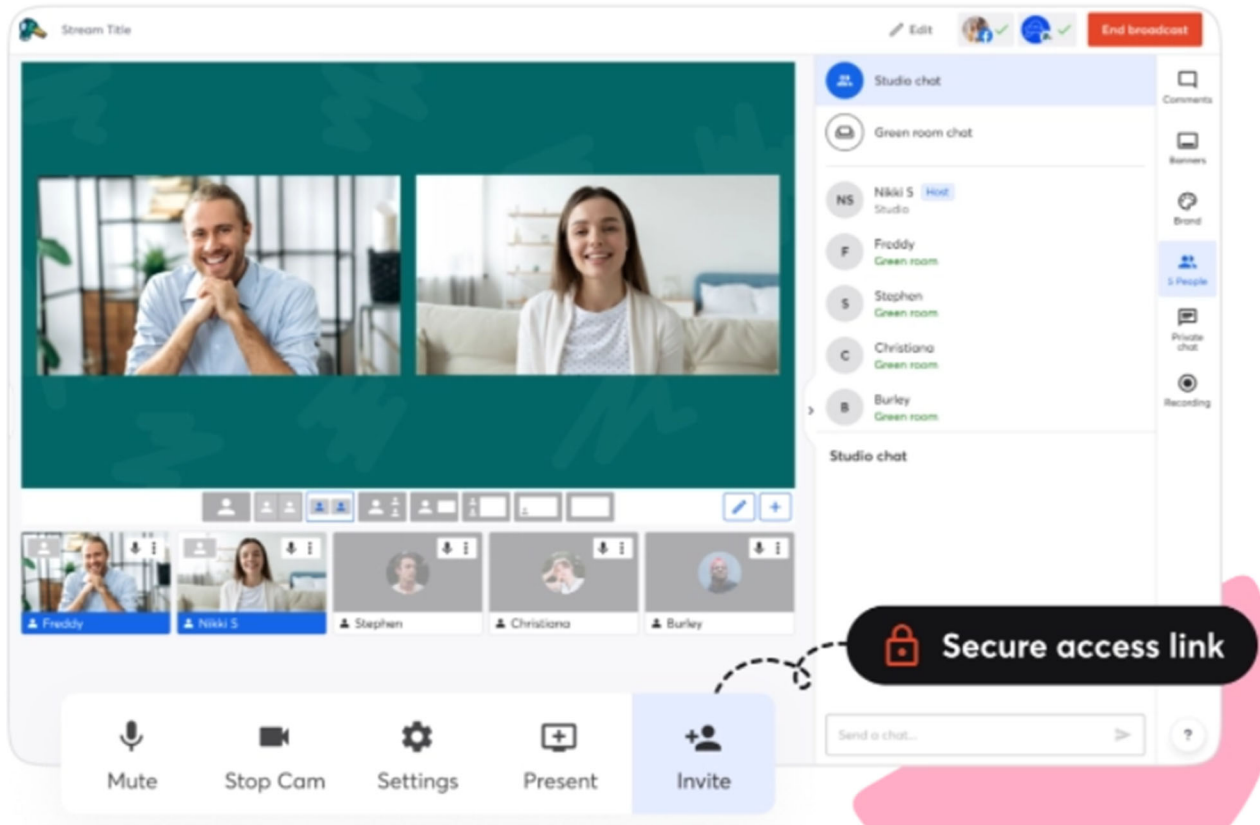 Stream Title
Edit
End broadcast
Studio chat
Green room chat
NS
Nikki S
Host
Studio
F
Freddy
Green room
S
Stephen
Green room
C
Christiana
Green room
B
Burley
Green room
Studio chat
Comments
Banners
Brand
5 People
Private
chat
Recording
Freddy
Nikki S
Stephen
Christiana
Burley
Secure access link
Send a chat...
?
Mute
Stop Cam
Settings
Present
Invite